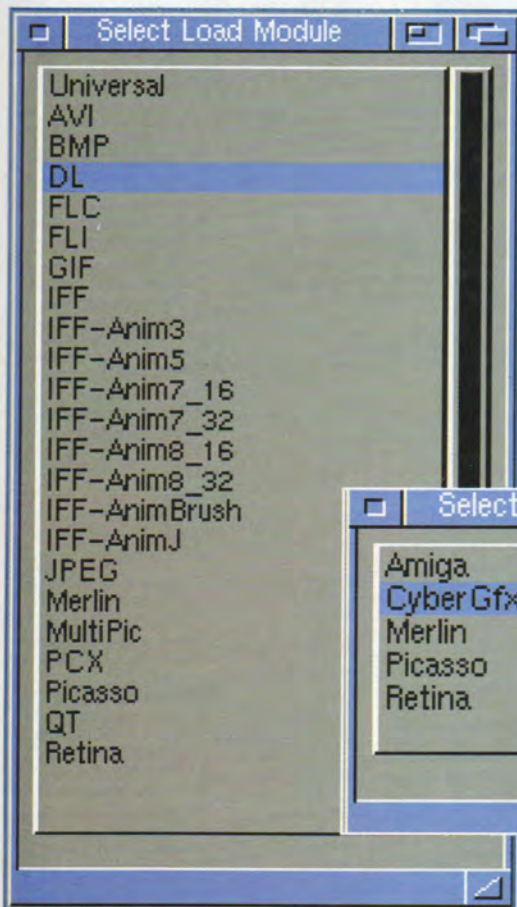 Select Load Module
Universal
AVI
BMP
DL
FLC
FLI
GIF
IFF
IFF-Anim3
IFF-Anim5
IFF-Anim7_16
IFF-Anim7_32
IFF-Anim8_16
IFF-Anim8_32
IFF-AnimBrush
IFF-AnimJ
JPEG
Merlin
MultiPic
PCX
Picasso
QT
Retina
Select
Amiga
CyberGfx
Merlin
Picasso
Retina